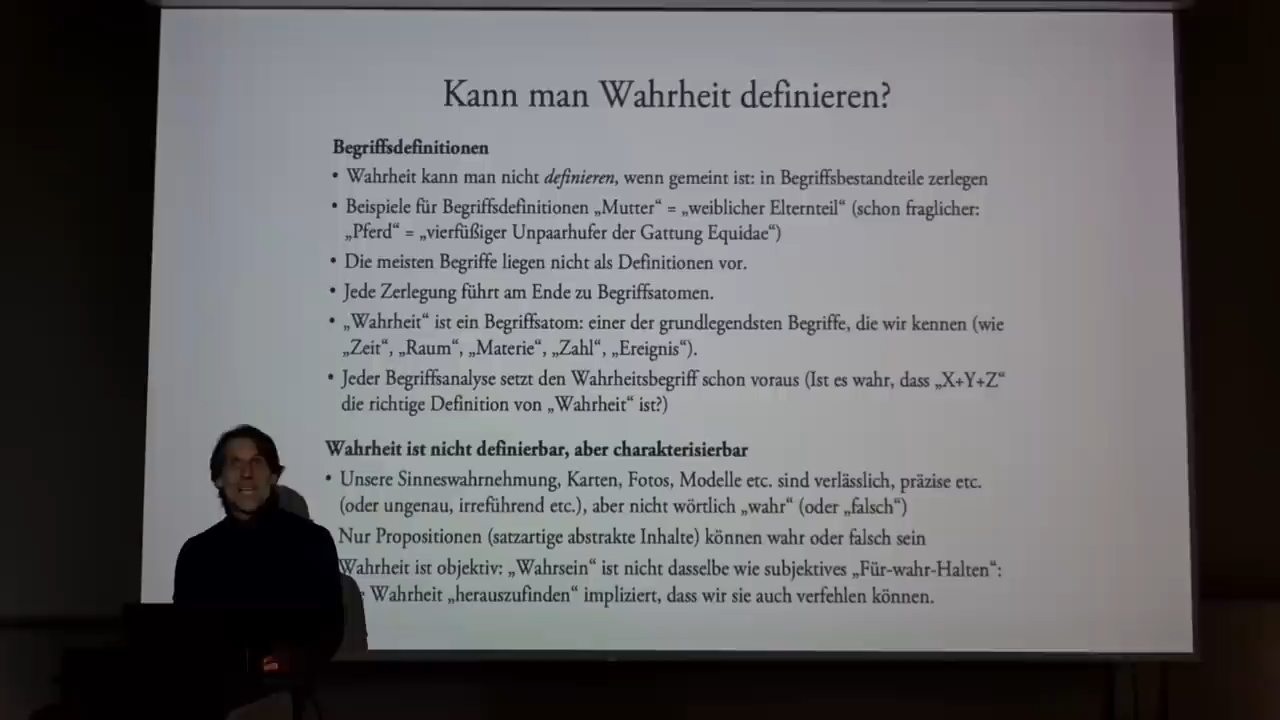 Kann man Wahrheit definieren?
Begriffsdefinitionen
• Wahrheit kann man nicht definieren, wenn gemeint ist: in Begriffsbestandteile zerlegen
• Beispiele für Begriffsdefinitionen „Mutter“ = „weiblicher Elternteil“ (schon fraglicher:
„Pferd“ = „vierfüßiger Unpaarhufer der Gattung Equidae“)
• Die meisten Begriffe liegen nicht als Definitionen vor.
• Jede Zerlegung führt am Ende zu Begriffsatomen.
• „Wahrheit“ ist ein Begriffsatom: einer der grundlegendsten Begriffe, die wir kennen (wie
„Zeit“, „Raum“, „Materie“, „Zahl“, „Ereignis“).
• Jeder Begriffsanalyse setzt den Wahrheitsbegriff schon voraus (Ist es wahr, dass „X+Y+Z“
die richtige Definition von „Wahrheit“ ist?)
Wahrheit ist nicht definierbar, aber charakterisierbar
• Unsere Sinneswahrnehmung, Karten, Fotos, Modelle etc. sind verlässlich, präzise etc.
(oder ungenau, irreführend etc.), aber nicht wörtlich „wahr“ (oder „falsch“)
Nur Propositionen (satzartige abstrakte Inhalte) können wahr oder falsch sein
Wahrheit ist objektiv: „Wahrsein“ ist nicht dasselbe wie subjektives „Für-wahr-Halten“:
Wahrheit „herauszufinden“ impliziert, dass wir sie auch verfehlen können.